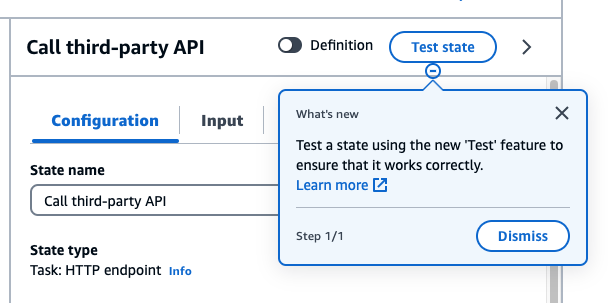 Call third-party API
Definition
Test state
What's new
Test a state using the new 'Test' feature to
ensure that it works correctly.
Learn more
Step 1/1
Dismiss
Configuration
Input
State name
Call third-party API
State type
Task: HTTP endpoint Info